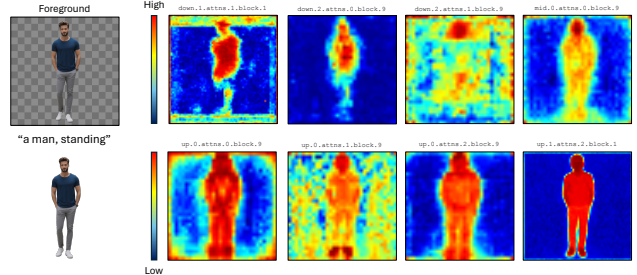 Foreground
High
down.1.attns.1.block.1
down.2.attns.0.block.9
down.2.attns.1.block.9
mid.0.attns.0.block.9
“a man, standing”
up.0.attns.0.block.9
up.0.attns.1.block.9
up.0.attns.2.block.9
up.1.attns.2.block.1
Low